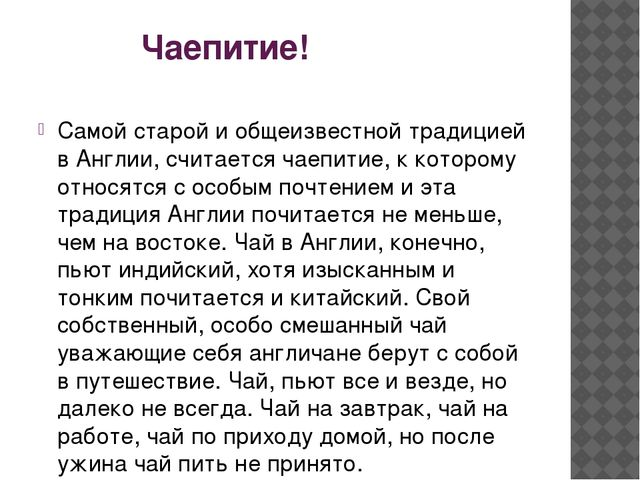 Чаепитие!
Самой старой и общеизвестной традицией
в Англии, считается чаепитие, к которому
относятся с особым почтением и эта
традиция Англии почитается не меньше,
чем на востоке. Чай в Англии, конечно,
пьют индийский, хотя изысканным и
тонким почитается и китайский. Свой
собственный, особо смешанный чай
уважающие себя англичане берут с собой
в путешествие. Чай, пьют все и везде, но
далеко не всегда. Чай на завтрак, чай на
работе, чай по приходу домой, но после
ужина чай пить не принято.